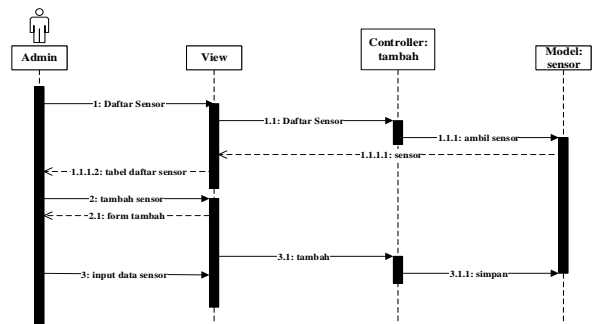 Admin
View
Controller:
tambah
Model:
sensor
1: Daftar Sensor
1.1: Daftar Sensor
1.1.1: ambil sensor
1.1.1.1: sensor
1.1.1.2: tabel daftar sensor
2: tambah sensor
2.1: form tambah
3.1: tambah
3: input data sensor
3.1.1: simpan